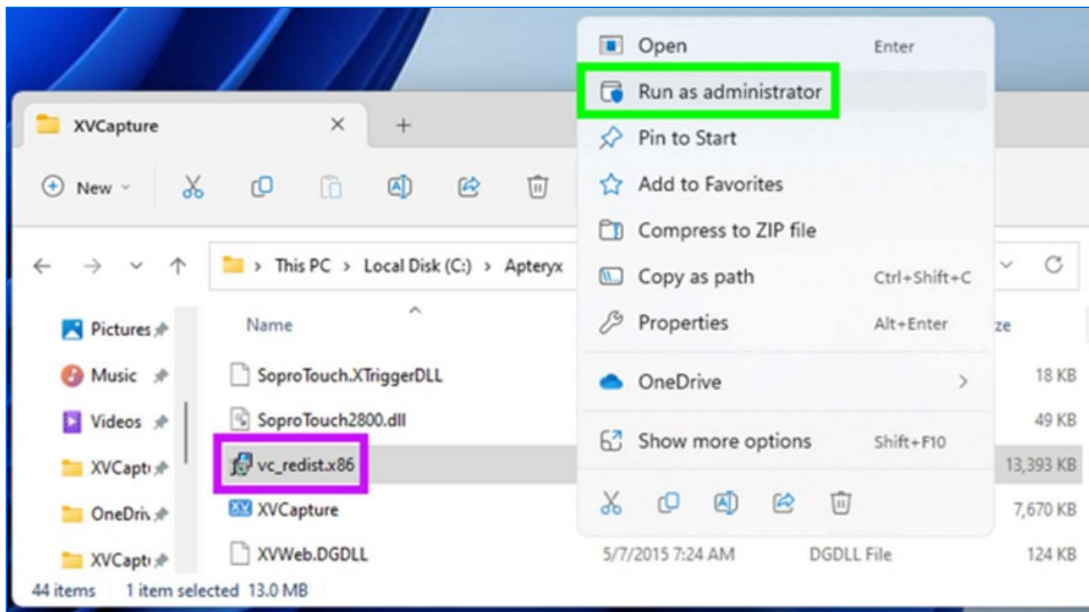 Open Enter
Run as administrator
XVCapture
Pin to Start
New
Add to Favorites
Compress to ZIP file
This PC > Local Disk (C:) > Apteryx
Copy as path Ctrl+Shift+C
Pictures
Name
Properties Alt+Enter
ze
Music
SoproTouch.XTriggerDLL
OneDrive
18 KB
Videos
SoproTouch2800.dll
49 KB
Show more options Shift+F10
XVCapt
vc_redist.x86
13,393 KB
OneDriv
XVCapture
7,670 KB
XVCapt
XVWeb.DGDLL 5/7/2015 7:24 AM DGDLL File 124 KB
44 items 1 item selected 13.0 MB